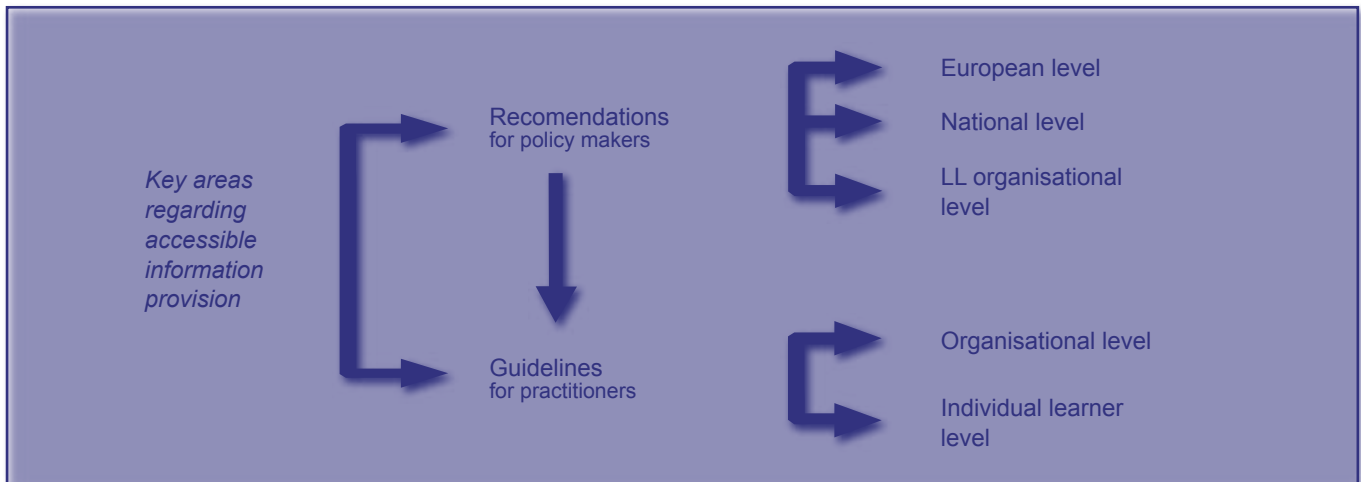 Key areas
regarding
accessible
information
provision
Recomendations
for policy makers
Guidelines
for practitioners
European level
National level
LL organisational
level
Organisational level
Individual learner
level